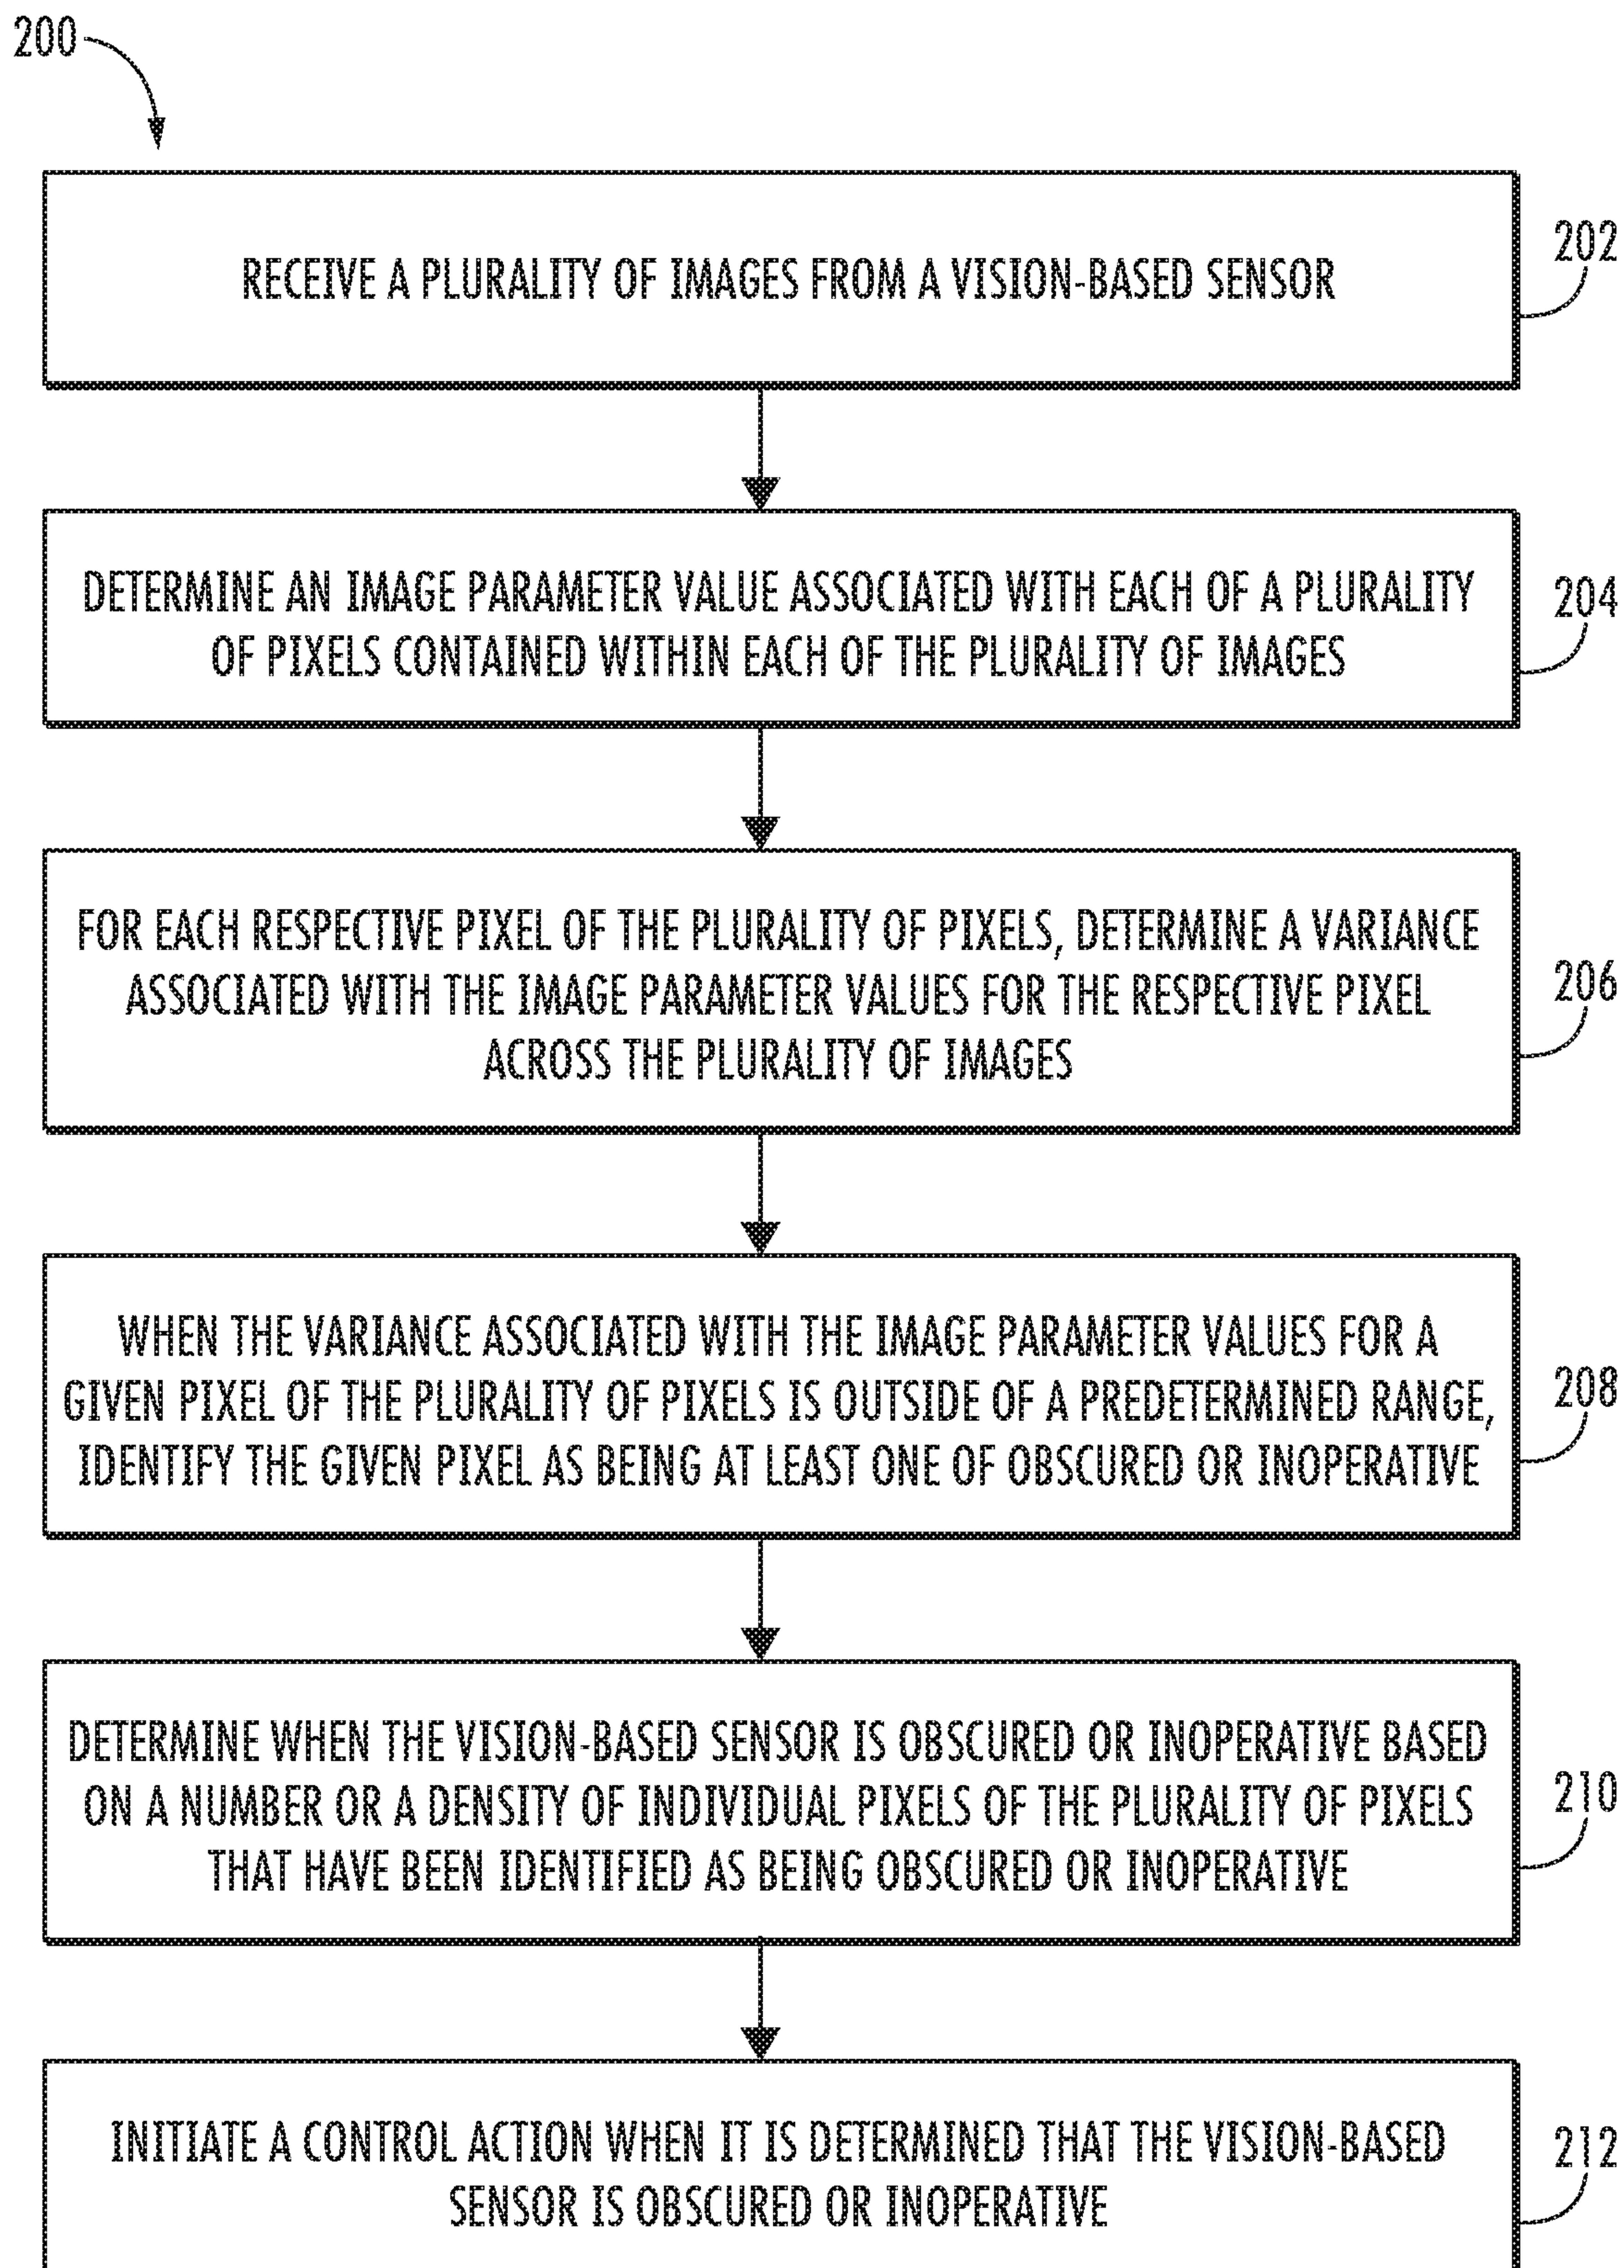 200
RECEIVE A PLURALITY OF IMAGES FROM A VISION-BASED SENSOR
202
DETERMINE AN IMAGE PARAMETER VALUE ASSOCIATED WITH EACH OF A PLURALITY
OF PIXELS CONTAINED WITHIN EACH OF THE PLURALITY OF IMAGES
204
FOR EACH RESPECTIVE PIXEL OF THE PLURALITY OF PIXELS, DETERMINE A VARIANCE
ASSOCIATED WITH THE IMAGE PARAMETER VALUES FOR THE RESPECTIVE PIXEL
ACROSS THE PLURALITY OF IMAGES
206
WHEN THE VARIANCE ASSOCIATED WITH THE IMAGE PARAMETER VALUES FOR A
GIVEN PIXEL OF THE PLURALITY OF PIXELS IS OUTSIDE OF A PREDETERMINED RANGE,
IDENTIFY THE GIVEN PIXEL AS BEING AT LEAST ONE OF OBSCURED OR INOPERATIVE
208
DETERMINE WHEN THE VISION-BASED SENSOR IS OBSCURED OR INOPERATIVE BASED
ON A NUMBER OR A DENSITY OF INDIVIDUAL PIXELS OF THE PLURALITY OF PIXELS
THAT HAVE BEEN IDENTIFIED AS BEING OBSCURED OR INOPERATIVE
210
INITIATE A CONTROL ACTION WHEN IT IS DETERMINED THAT THE VISION-BASED
SENSOR IS OBSCURED OR INOPERATIVE
212